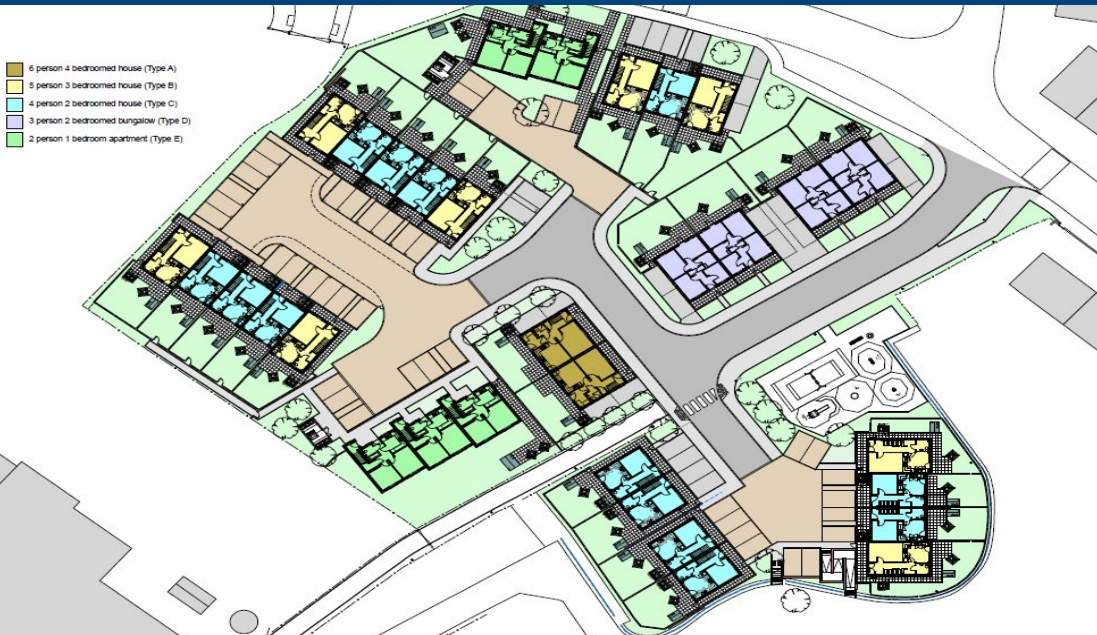 6 person 4 bedroomed house (Type A)
5 person 3 bedroomed house (Type B)
4 person 2 bedroomed house (Type C)
3 person 2 bedroomed bungalow (Type D)
2 person 1 bedroom apartment (Type E)